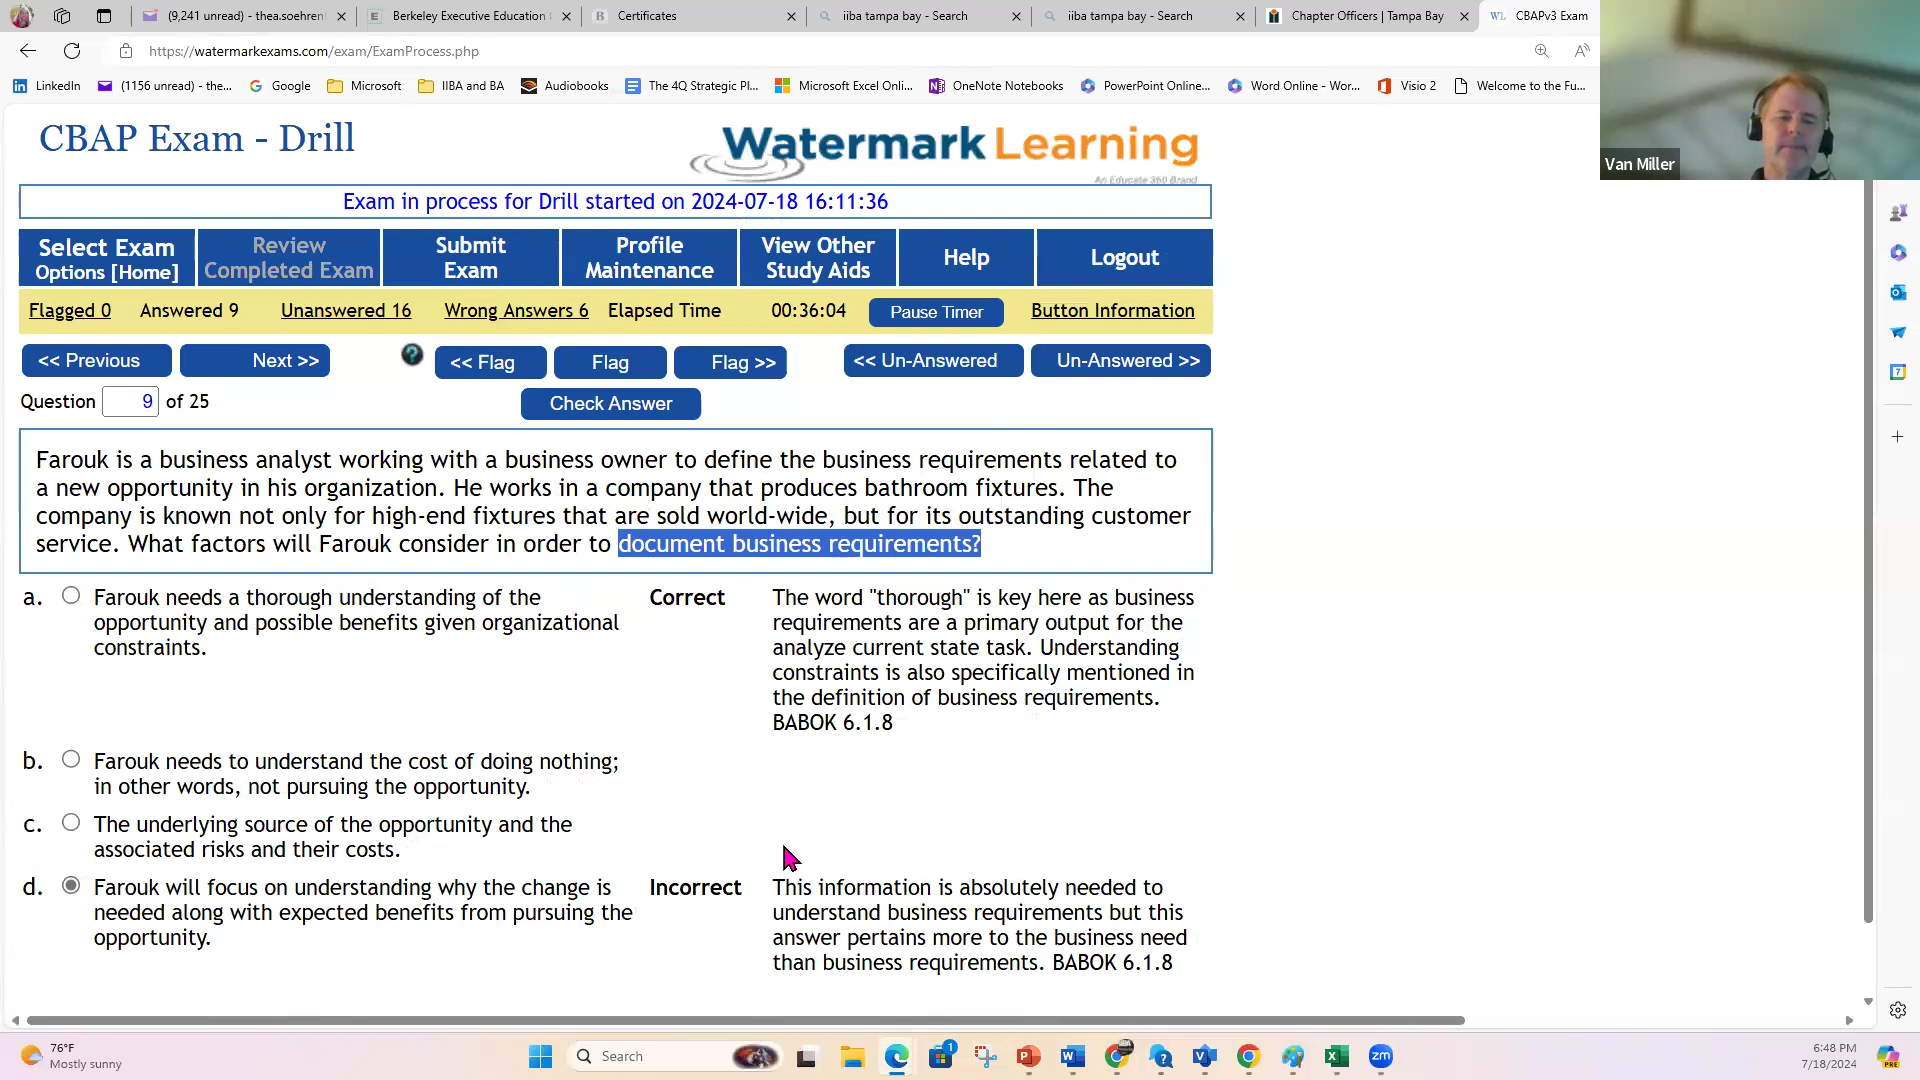 (9,241 unread) - thea.soehren
Berkeley Executive Education
Certificates
iiba tampa bay - Search
iiba tampa bay - Search
Chapter Officers | Tampa Bay
WL CBAPv3 Exam
https://watermarkexams.com/exam/ExamProcess.php
LinkedIn
(1156 unread) - the...
Google
Microsoft
IIBA and BA
Audiobooks
The 4Q Strategic Pl...
Microsoft Excel Onli...
OneNote Notebooks
PowerPoint Online...
Word Online - Wor...
Visio 2
Welcome to the Fu...
Van Miller
CBAP Exam - Drill
Watermark Learning
An Educate 360 Brand
Exam in process for Drill started on 2024-07-18 16:11:36
Select Exam
Options [Home]
Review
Completed Exam
Submit
Exam
Profile
Maintenance
View Other
Study Aids
Help
Logout
Flagged 0
Answered 9
Unanswered 16
Wrong Answers 6
Elapsed Time
00:36:04
Pause Timer
Button Information
<< Previous
Next >>
?
<< Flag
Flag
Flag >>
<< Un-Answered
Un-Answered >>
Question 9 of 25
Check Answer
Farouk is a business analyst working with a business owner to define the business requirements related to
a new opportunity in his organization. He works in a company that produces bathroom fixtures. The
company is known not only for high-end fixtures that are sold world-wide, but for its outstanding customer
service. What factors will Farouk consider in order to document business requirements?
a. Farouk needs a thorough understanding of the
opportunity and possible benefits given organizational
constraints.
Correct
The word "thorough" is key here as business
requirements are a primary output for the
analyze current state task. Understanding
constraints is also specifically mentioned in
the definition of business requirements.
BABOK 6.1.8
b. Farouk needs to understand the cost of doing nothing;
in other words, not pursuing the opportunity.
c. The underlying source of the opportunity and the
associated risks and their costs.
d. Farouk will focus on understanding why the change is
needed along with expected benefits from pursuing the
opportunity.
Incorrect
This information is absolutely needed to
understand business requirements but this
answer pertains more to the business need
than business requirements. BABOK 6.1.8
76°F
Mostly sunny
Search
1
zm
6:48 PM
7/18/2024